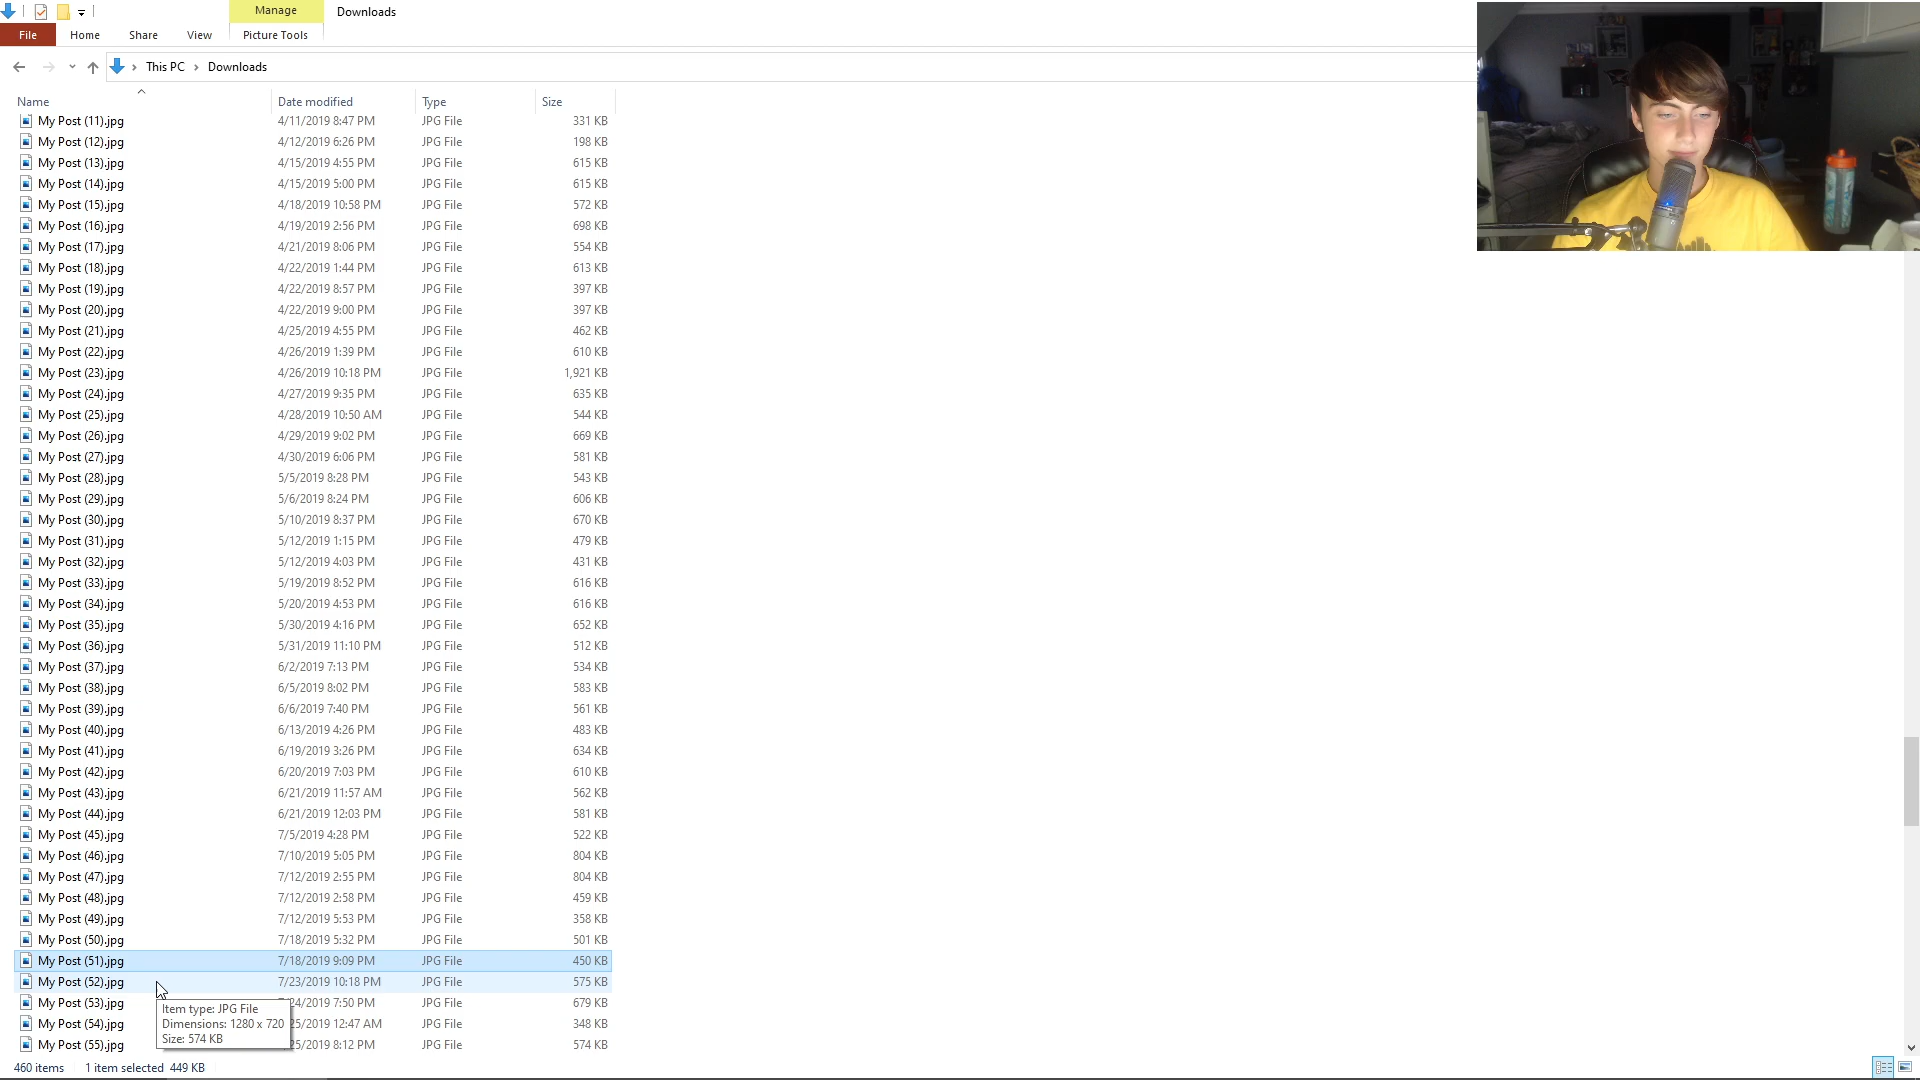 Manage
Downloads
File
Home
Share
View
Picture Tools
This PC
Downloads
Name
Date modified
Type
Size
My Post (11).jpg 4/11/2019 8:47 PM JPG File 331 KB
My Post (12).jpg 4/12/2019 6:26 PM JPG File 198 KB
My Post (13).jpg 4/15/2019 4:55 PM JPG File 615 KB
My Post (14).jpg 4/15/2019 5:00 PM JPG File 615 KB
My Post (15).jpg 4/18/2019 10:58 PM JPG File 572 KB
My Post (16).jpg 4/19/2019 2:56 PM JPG File 698 KB
My Post (17).jpg 4/21/2019 8:06 PM JPG File 554 KB
My Post (18).jpg 4/22/2019 1:44 PM JPG File 613 KB
My Post (19).jpg 4/22/2019 8:57 PM JPG File 397 KB
My Post (20).jpg 4/22/2019 9:00 PM JPG File 397 KB
My Post (21).jpg 4/25/2019 4:55 PM JPG File 462 KB
My Post (22).jpg 4/26/2019 1:39 PM JPG File 610 KB
My Post (23).jpg 4/26/2019 10:18 PM JPG File 1,921 KB
My Post (24).jpg 4/27/2019 9:35 PM JPG File 635 KB
My Post (25).jpg 4/28/2019 10:50 AM JPG File 544 KB
My Post (26).jpg 4/29/2019 9:02 PM JPG File 669 KB
My Post (27).jpg 4/30/2019 6:06 PM JPG File 581 KB
My Post (28).jpg 5/5/2019 8:28 PM JPG File 543 KB
My Post (29).jpg 5/6/2019 8:24 PM JPG File 606 KB
My Post (30).jpg 5/10/2019 8:37 PM JPG File 670 KB
My Post (31).jpg 5/12/2019 1:15 PM JPG File 479 KB
My Post (32).jpg 5/12/2019 4:03 PM JPG File 431 KB
My Post (33).jpg 5/19/2019 8:52 PM JPG File 616 KB
My Post (34).jpg 5/20/2019 4:53 PM JPG File 616 KB
My Post (35).jpg 5/30/2019 4:16 PM JPG File 652 KB
My Post (36).jpg 5/31/2019 11:10 PM JPG File 512 KB
My Post (37).jpg 6/2/2019 7:13 PM JPG File 534 KB
My Post (38).jpg 6/5/2019 8:02 PM JPG File 583 KB
My Post (39).jpg 6/6/2019 7:40 PM JPG File 561 KB
My Post (40).jpg 6/13/2019 4:26 PM JPG File 483 KB
My Post (41).jpg 6/19/2019 3:26 PM JPG File 634 KB
My Post (42).jpg 6/20/2019 7:03 PM JPG File 610 KB
My Post (43).jpg 6/21/2019 11:57 AM JPG File 562 KB
My Post (44).jpg 6/21/2019 12:03 PM JPG File 581 KB
My Post (45).jpg 7/5/2019 4:28 PM JPG File 522 KB
My Post (46).jpg 7/10/2019 5:05 PM JPG File 804 KB
My Post (47).jpg 7/12/2019 2:55 PM JPG File 804 KB
My Post (48).jpg 7/12/2019 2:58 PM JPG File 459 KB
My Post (49).jpg 7/12/2019 5:53 PM JPG File 358 KB
My Post (50).jpg 7/18/2019 5:32 PM JPG File 501 KB
My Post (51).jpg 7/18/2019 9:09 PM JPG File 450 KB
My Post (52).jpg 7/23/2019 10:18 PM JPG File 575 KB
My Post (53).jpg 24/2019 7:50 PM JPG File 679 KB
My Post (54).jpg 25/2019 12:47 AM JPG File 348 KB
My Post (55).jpg 25/2019 8:12 PM JPG File 574 KB
Item type: JPG File
Dimensions: 1280 x 720
Size: 574 KB
460 items
1 item selected 449 KB